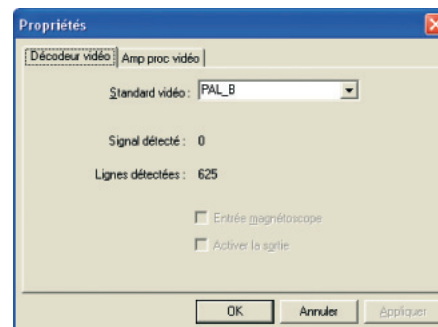 Propriétés
Décodeur vidéo Amp proc vidéo
Standard vidéo : PAL_B
Signal détecté : 0
Lignes détectées : 625
Entrée magnétoscope
Activer la sortie
OK Annuler Appliquer